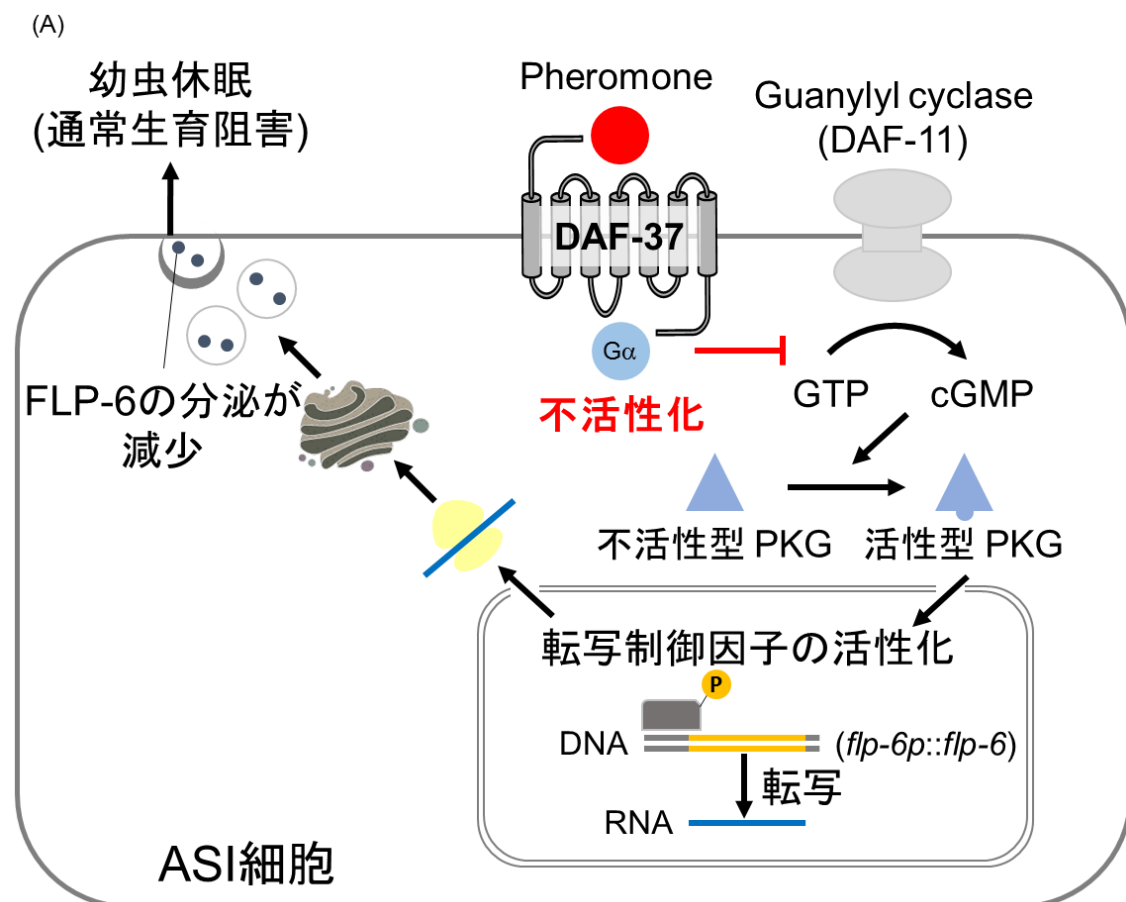 (A)
幼虫休眠
(通常生育阻害)
Pheromone
Guanylyl cyclase
(DAF-11)
DAF-37
Gα
不活性化
GTP
cGMP
FLP-6の分泌が
減少
不活性型 PKG
活性型 PKG
転写制御因子の活性化
P
DNA
(flp-6p::flp-6)
転写
RNA
ASI細胞